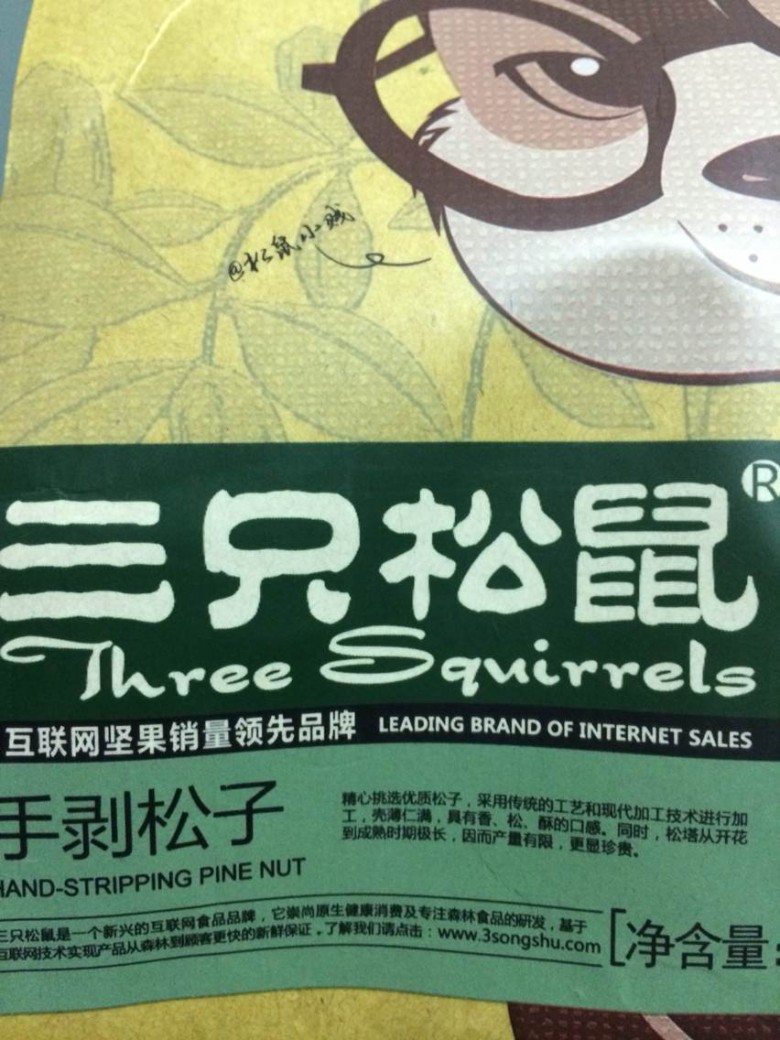 @松鼠小贱
三只松鼠®
Three Squirrels
互联网坚果销量领先品牌 LEADING BRAND OF INTERNET SALES
手剥松子
HAND-STRIPPING PINE NUT
精心挑选优质松子，采用传统的工艺和现代加工技术进行加
工，壳薄仁满，具有香、松、酥的口感。同时，松塔从开花
到成熟时期极长，因而产量有限，更显珍贵。
三只松鼠是一个新兴的互联网食品品牌，它崇尚原生健康消费及专注森林食品的研发，基于
互联网技术实现产品从森林到顾客更快的新鲜保证。了解我们请点击：www.3songshu.com
[净含量